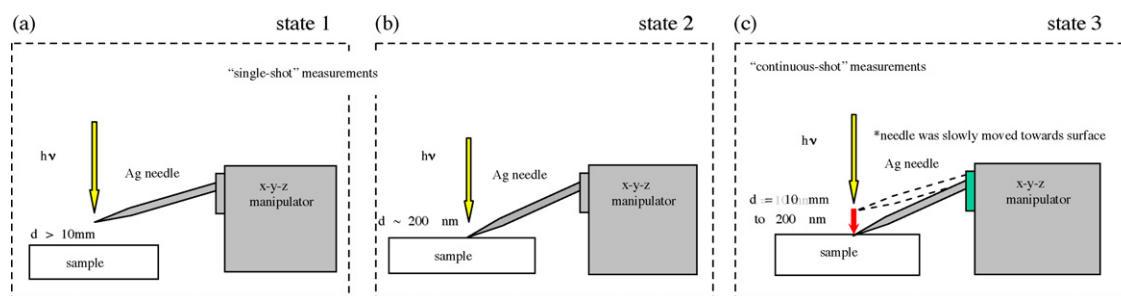 (a)
state 1
(b)
state 2
(c)
state 3
“single-shot” measurements
“continuous-shot” measurements
hν
Ag needle
x-y-z
manipulator
d > 10mm
sample
hν
Ag needle
x-y-z
manipulator
d ~ 200 nm
sample
hν
*needle was slowly moved towards surface
Ag needle
x-y-z
manipulator
d = 10 mm
to 200 nm
sample